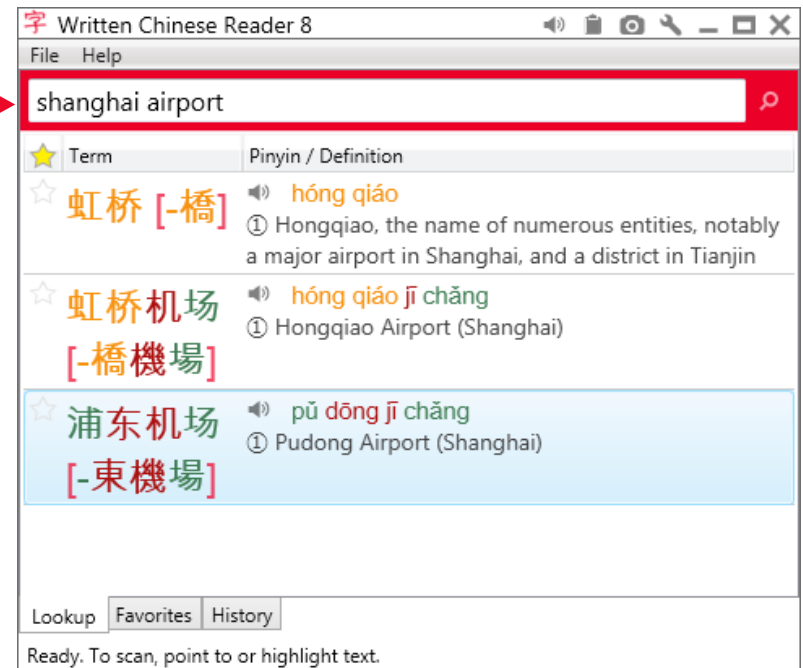 字 Written Chinese Reader 8
File Help
shanghai airport
Term Pinyin / Definition
虹桥 [-橋] hóng qiáo
① Hongqiao, the name of numerous entities, notably
a major airport in Shanghai, and a district in Tianjin
虹桥机场 hóng qiáo jī chǎng
[-橋機場] ① Hongqiao Airport (Shanghai)
浦东机场 pǔ dōng jī chǎng
[-東機場] ① Pudong Airport (Shanghai)
Lookup Favorites History
Ready. To scan, point to or highlight text.